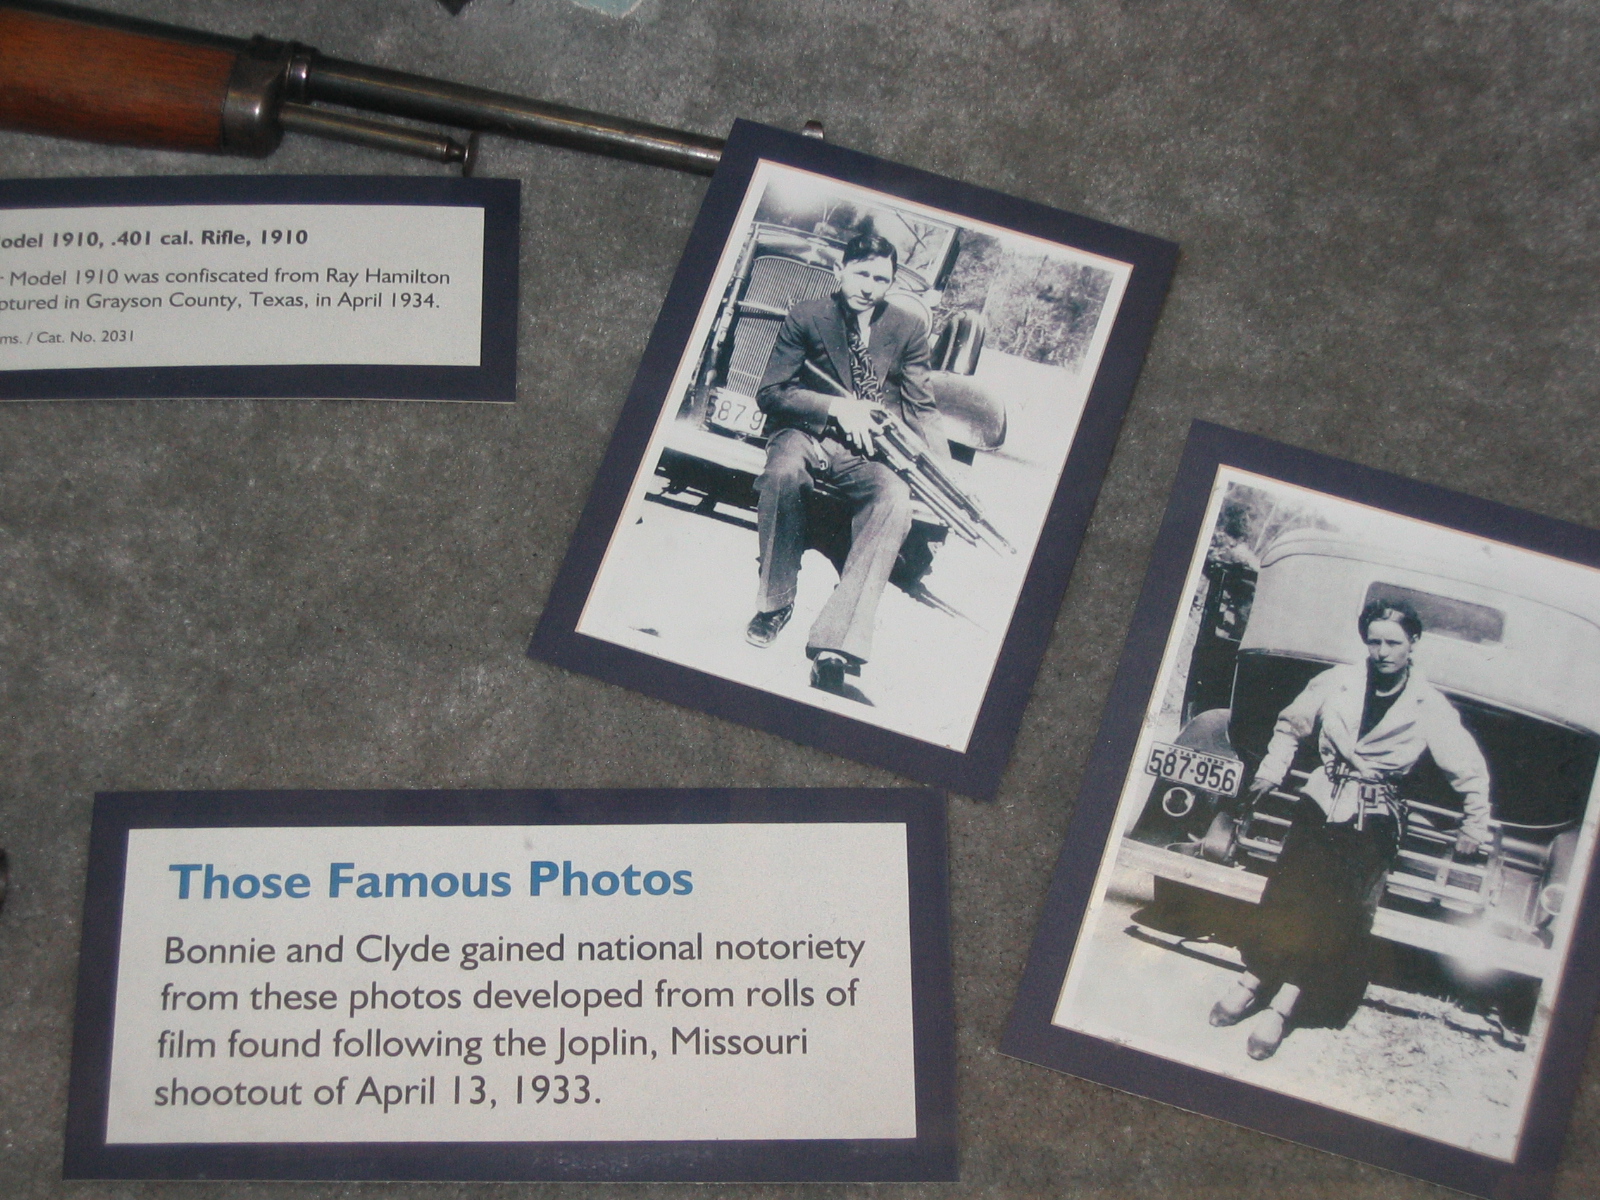 odel 1910, .401 cal. Rifle, 1910
Model 1910 was confiscated from Ray Hamilton
ptured in Grayson County, Texas, in April 1934.
ms. / Cat. No. 2031
5879
587-956
Those Famous Photos
Bonnie and Clyde gained national notoriety
from these photos developed from rolls of
film found following the Joplin, Missouri
shootout of April 13, 1933.